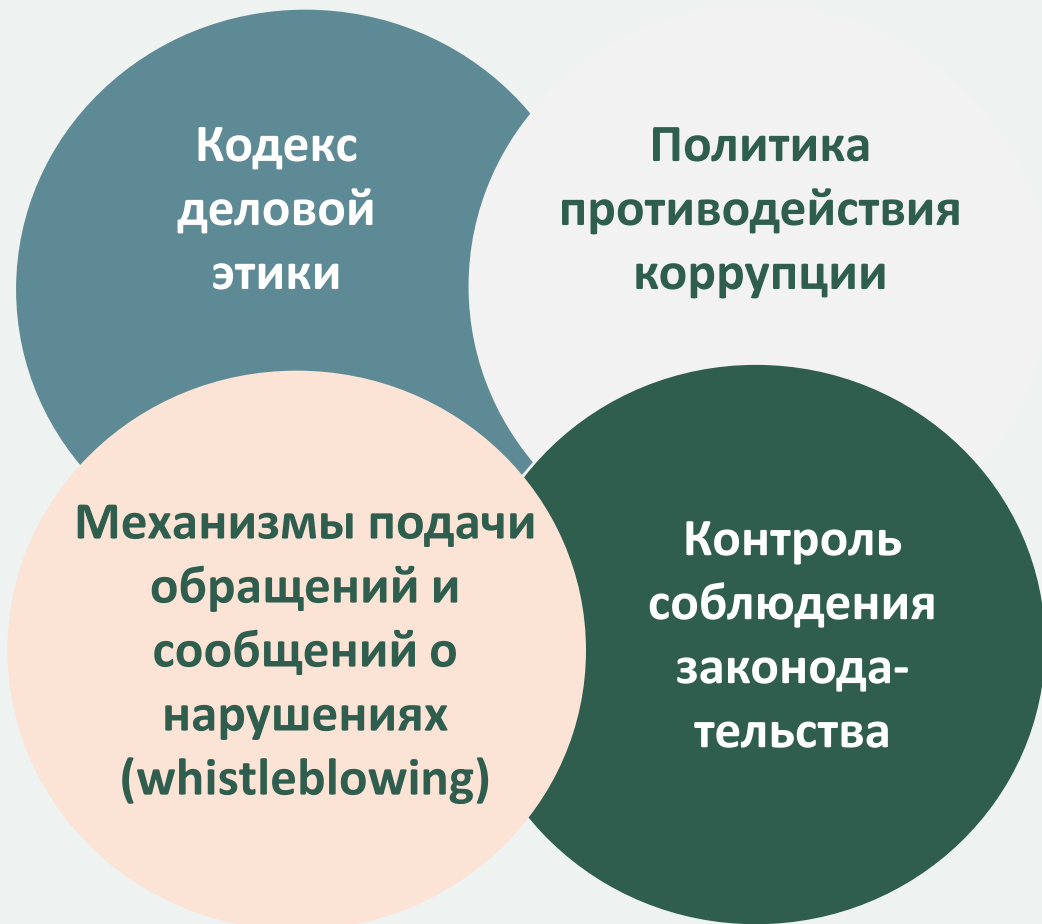 Кодекс
деловой
этики
Политика
противодействия
коррупции
Механизмы подачи
обращений и
сообщений о
нарушениях
(whistleblowing)
Контроль
соблюдения
законода-
тельства